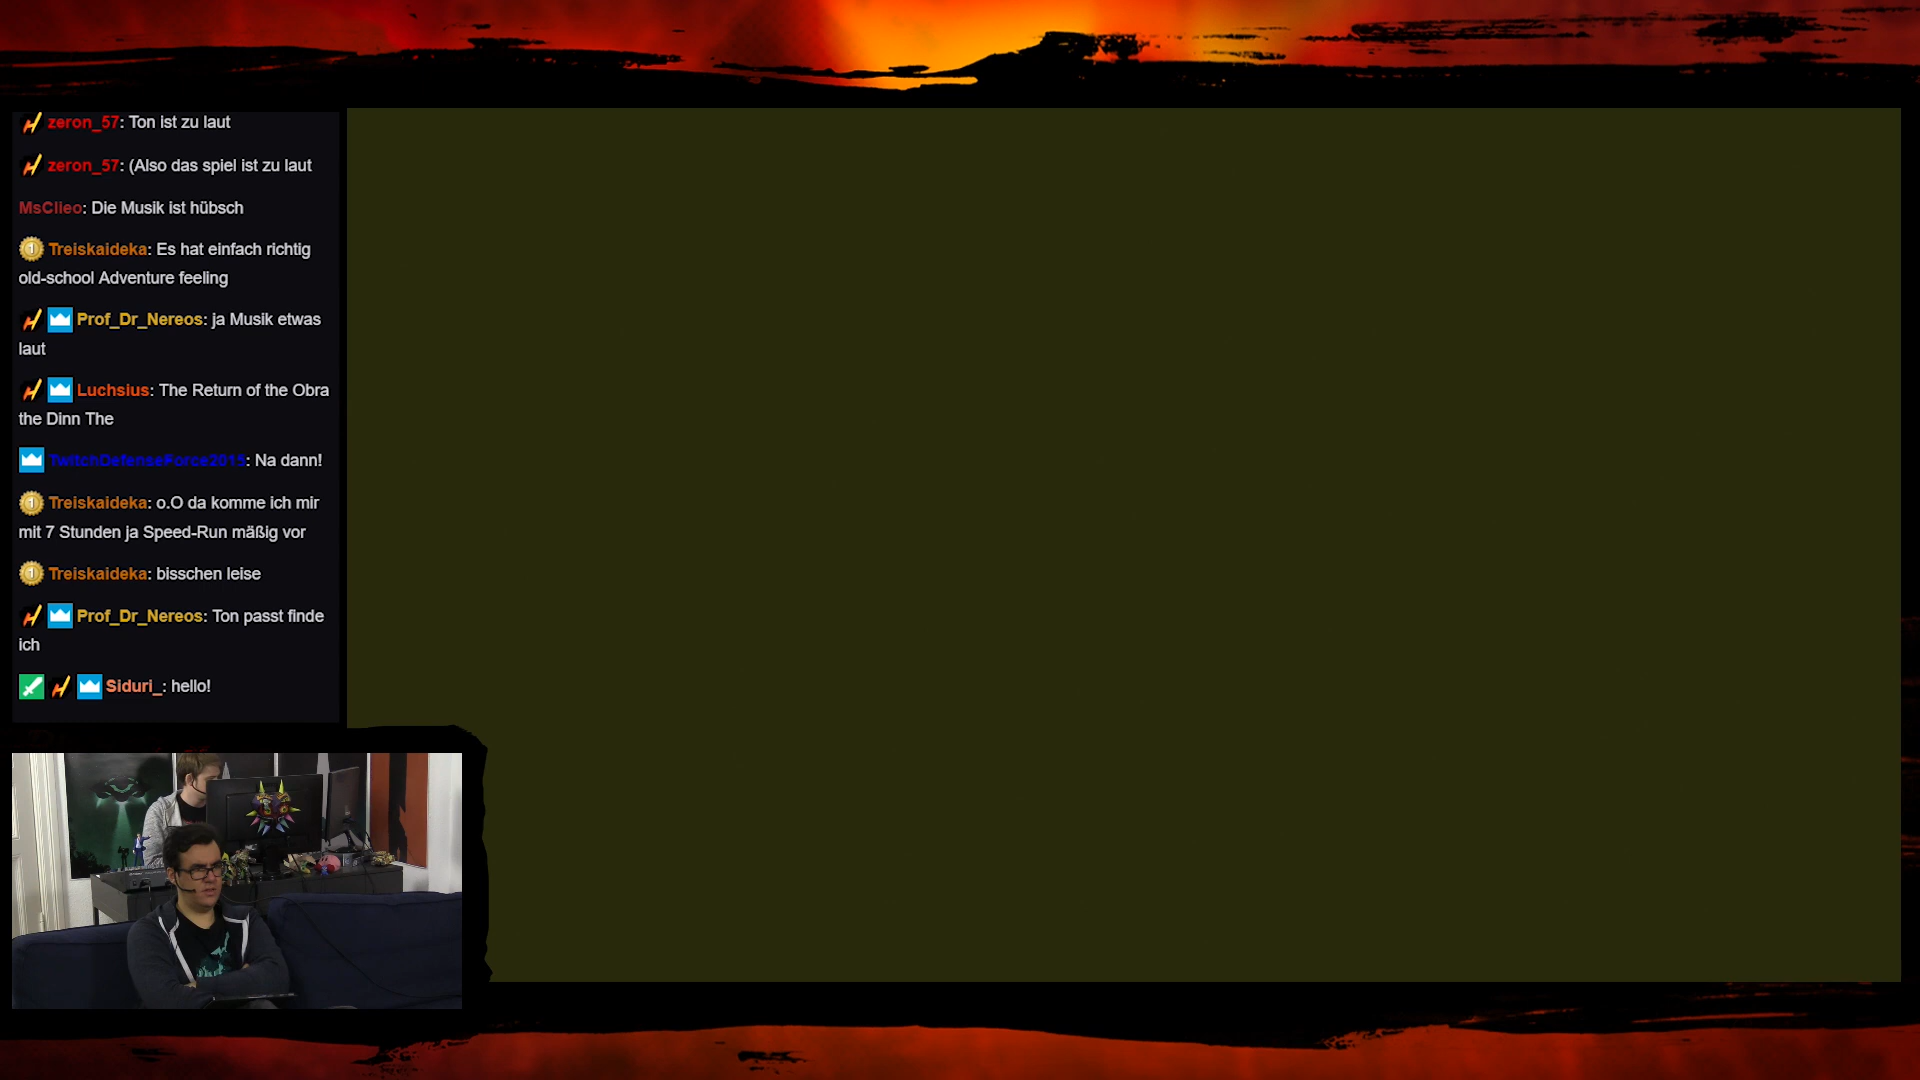 zeron_57: Ton ist zu laut
zeron_57: (Also das spiel ist zu laut
MsClieo: Die Musik ist hübsch
Treiskaideka: Es hat einfach richtig
old-school Adventure feeling
Prof_Dr_Nereos: ja Musik etwas
laut
Luchsius: The Return of the Obra
the Dinn The
TwitchDefenseForce2015: Na dann!
Treiskaideka: o.O da komme ich mir
mit 7 Stunden ja Speed-Run mäßig vor
Treiskaideka: bisschen leise
Prof_Dr_Nereos: Ton passt finde
ich
Siduri_: hello!